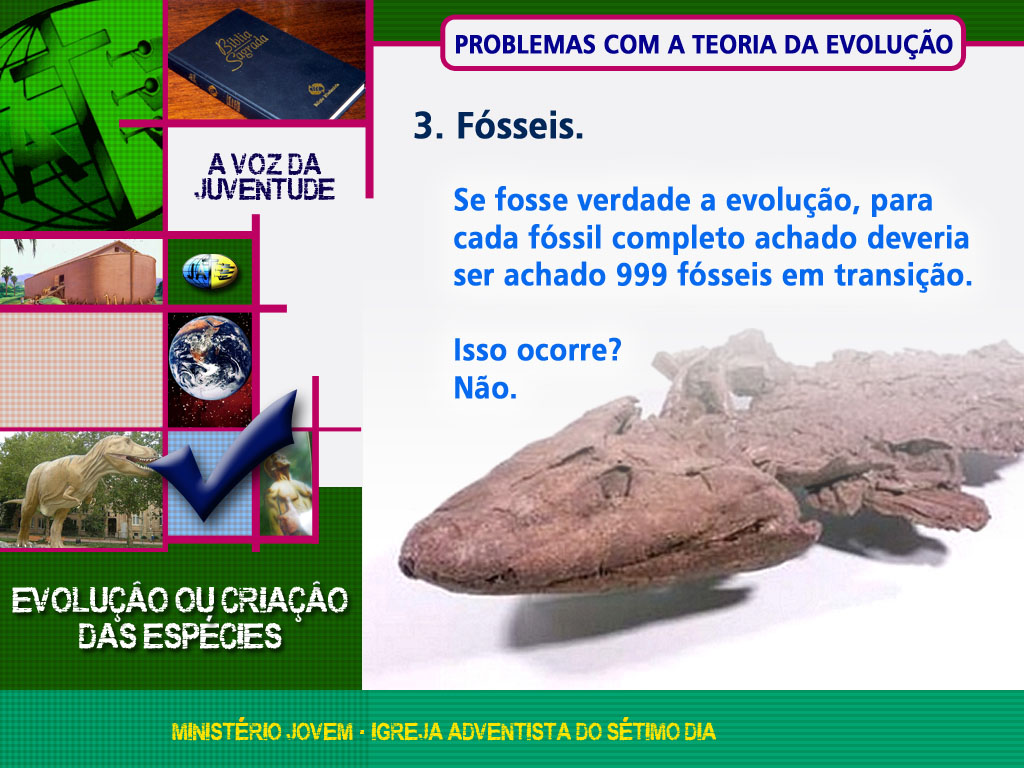 PROBLEMAS COM A TEORIA DA EVOLUÇÃO
Bíblia
Sagrada
A VOZ DA
JUVENTUDE
3. Fósseis.
Se fosse verdade a evolução, para
cada fóssil completo achado deveria
ser achado 999 fósseis em transição.
Isso ocorre?
Não.
EVOLUÇÃO OU CRIAÇÃO
DAS ESPÉCIES
MINISTÉRIO JOVEM - IGREJA ADVENTISTA DO SÉTIMO DIA